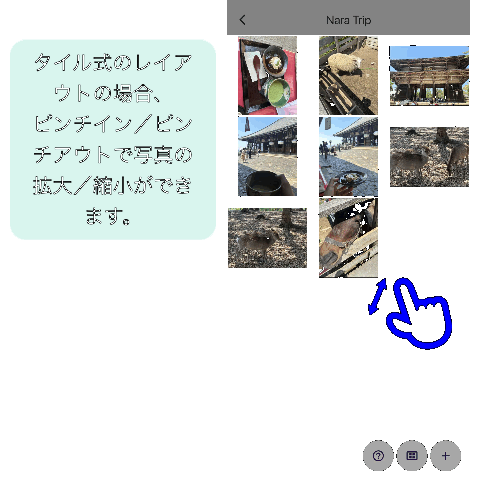 タイル式のレイア
ウトの場合、
ピンチイン／ピン
チアウトで写真の
拡大／縮小ができ
ます。
Nara Trip